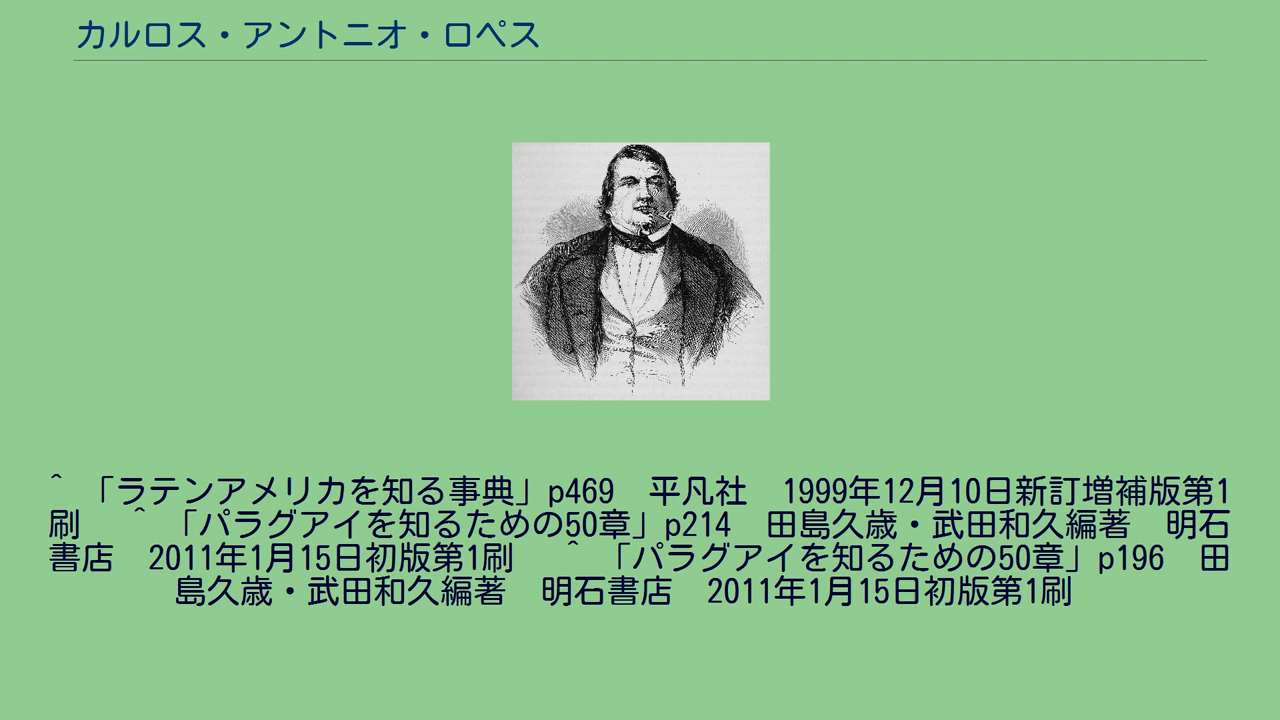 カルロス・アントニオ・ロペス
^　「ラテンアメリカを知る事典」p469　平凡社　1999年12月10日新訂増補版第1
刷　^　「パラグアイを知るための50章」p214　田島久歳・武田和久編著　明石
書店　2011年1月15日初版第1刷　^　「パラグアイを知るための50章」p196　田
島久歳・武田和久編著　明石書店　2011年1月15日初版第1刷